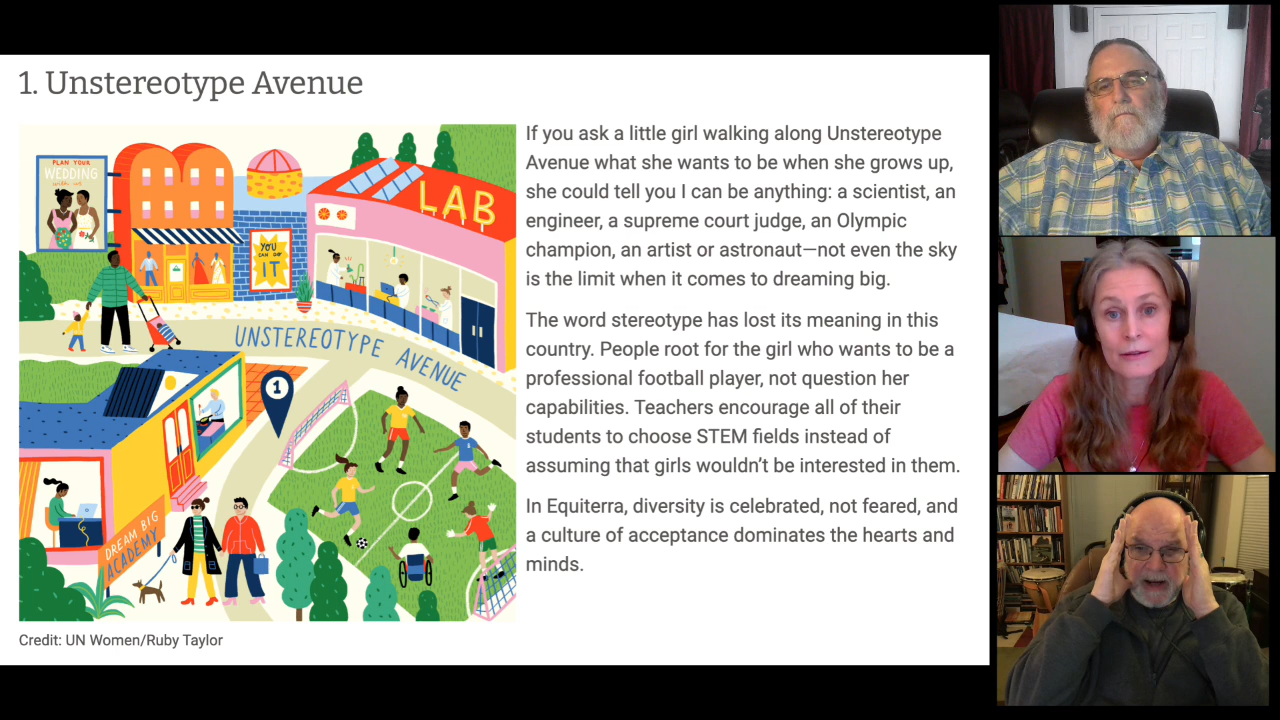 1. Unstereotype Avenue
PLAN YOUR
WEDDING
with us
YOU
CAN DO
IT
LAB
UNSTEREOTYPE AVENUE
1
DREAM BIG
ACADEMY
Credit: UN Women/Ruby Taylor
If you ask a little girl walking along Unstereotype
Avenue what she wants to be when she grows up,
she could tell you I can be anything: a scientist, an
engineer, a supreme court judge, an Olympic
champion, an artist or astronaut—not even the sky
is the limit when it comes to dreaming big.
The word stereotype has lost its meaning in this
country. People root for the girl who wants to be a
professional football player, not question her
capabilities. Teachers encourage all of their
students to choose STEM fields instead of
assuming that girls wouldn't be interested in them.
In Equiterra, diversity is celebrated, not feared, and
a culture of acceptance dominates the hearts and
minds.